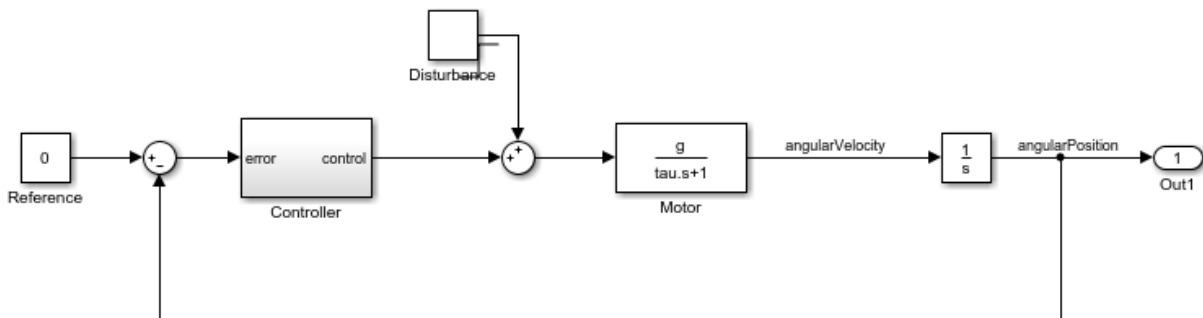 Disturbance
0
Reference
+
−
error
control
Controller
+
+
g
tau.s+1
Motor
angularVelocity
1
s
angularPosition
1
Out1